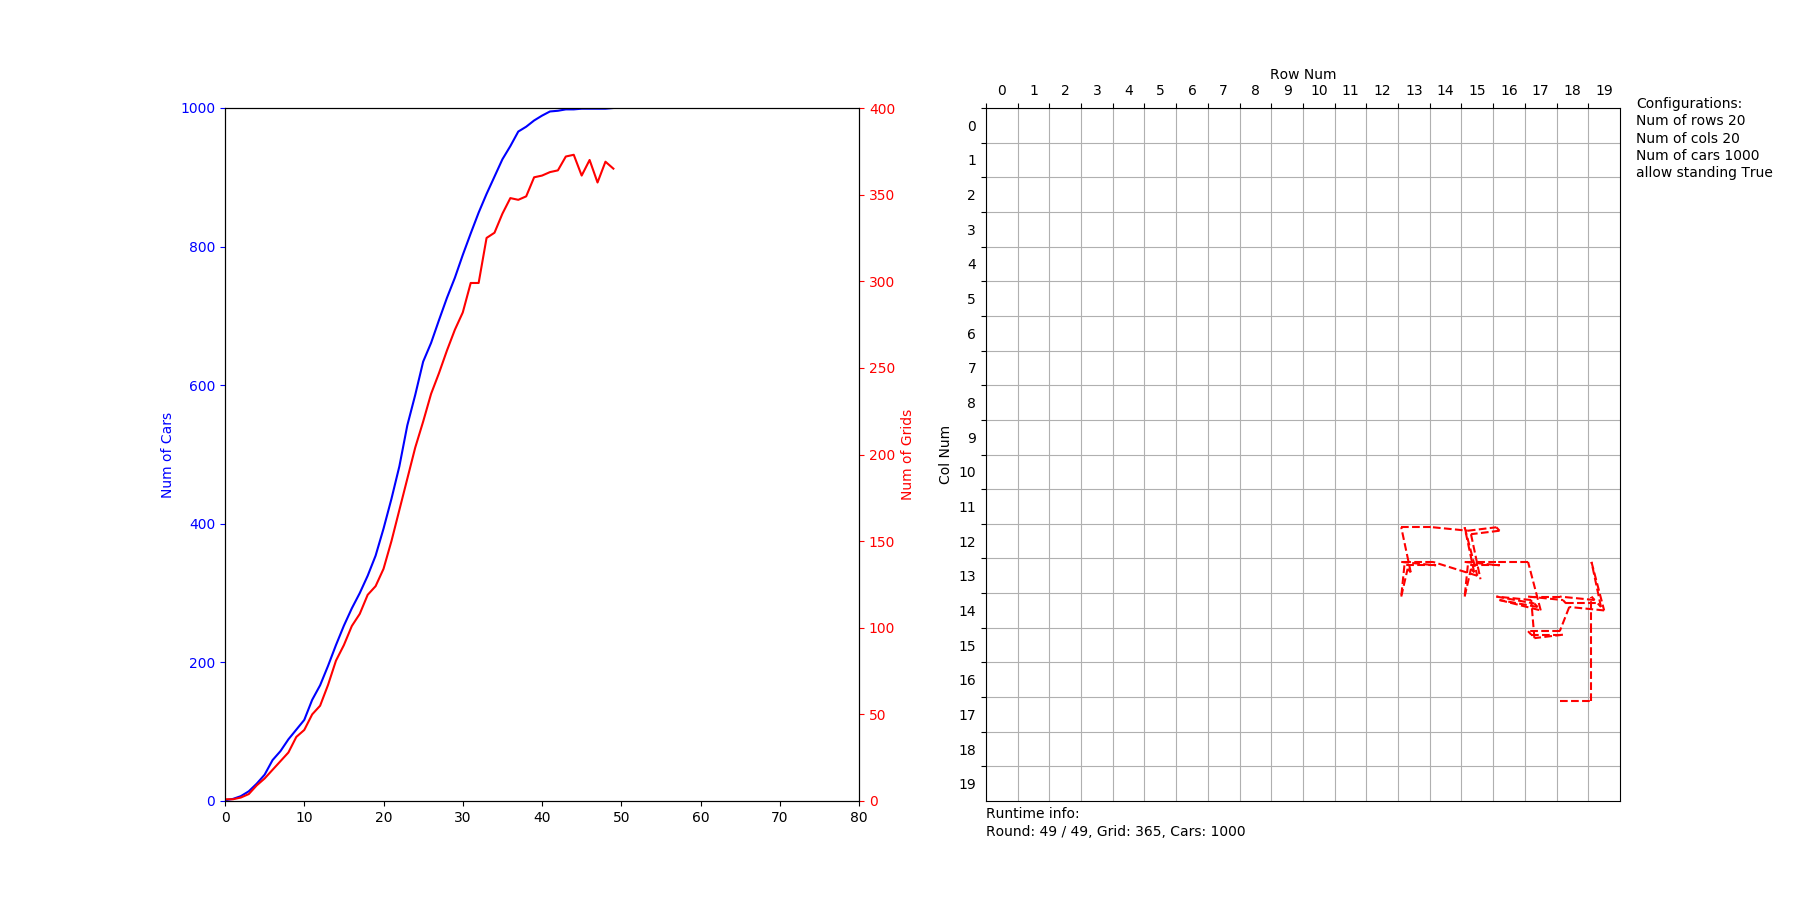 1000
800
600
400
200
0
Num of Cars
0 10 20 30 40 50 60 70 80
400
350
300
250
200
150
100
50
0
Num of Grids
Row Num
0 1 2 3 4 5 6 7 8 9 10 11 12 13 14 15 16 17 18 19
Col Num
0
1
2
3
4
5
6
7
8
9
10
11
12
13
14
15
16
17
18
19
Configurations:
Num of rows 20
Num of cols 20
Num of cars 1000
allow standing True
Runtime info:
Round: 49 / 49, Grid: 365, Cars: 1000